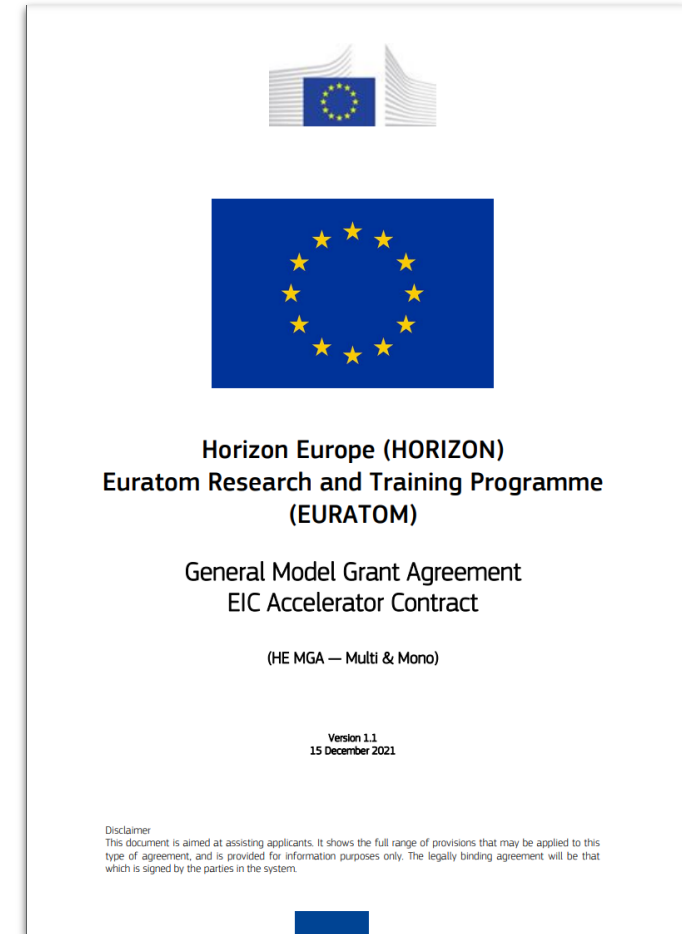 Horizon Europe (HORIZON)
Euratom Research and Training Programme
(EURATOM)
General Model Grant Agreement
EIC Accelerator Contract
(HE MGA — Multi & Mono)
Version 1.1
15 December 2021
Disclaimer
This document is aimed at assisting applicants. It shows the full range of provisions that may be applied to this
type of agreement, and is provided for information purposes only. The legally binding agreement will be that
which is signed by the parties in the system.